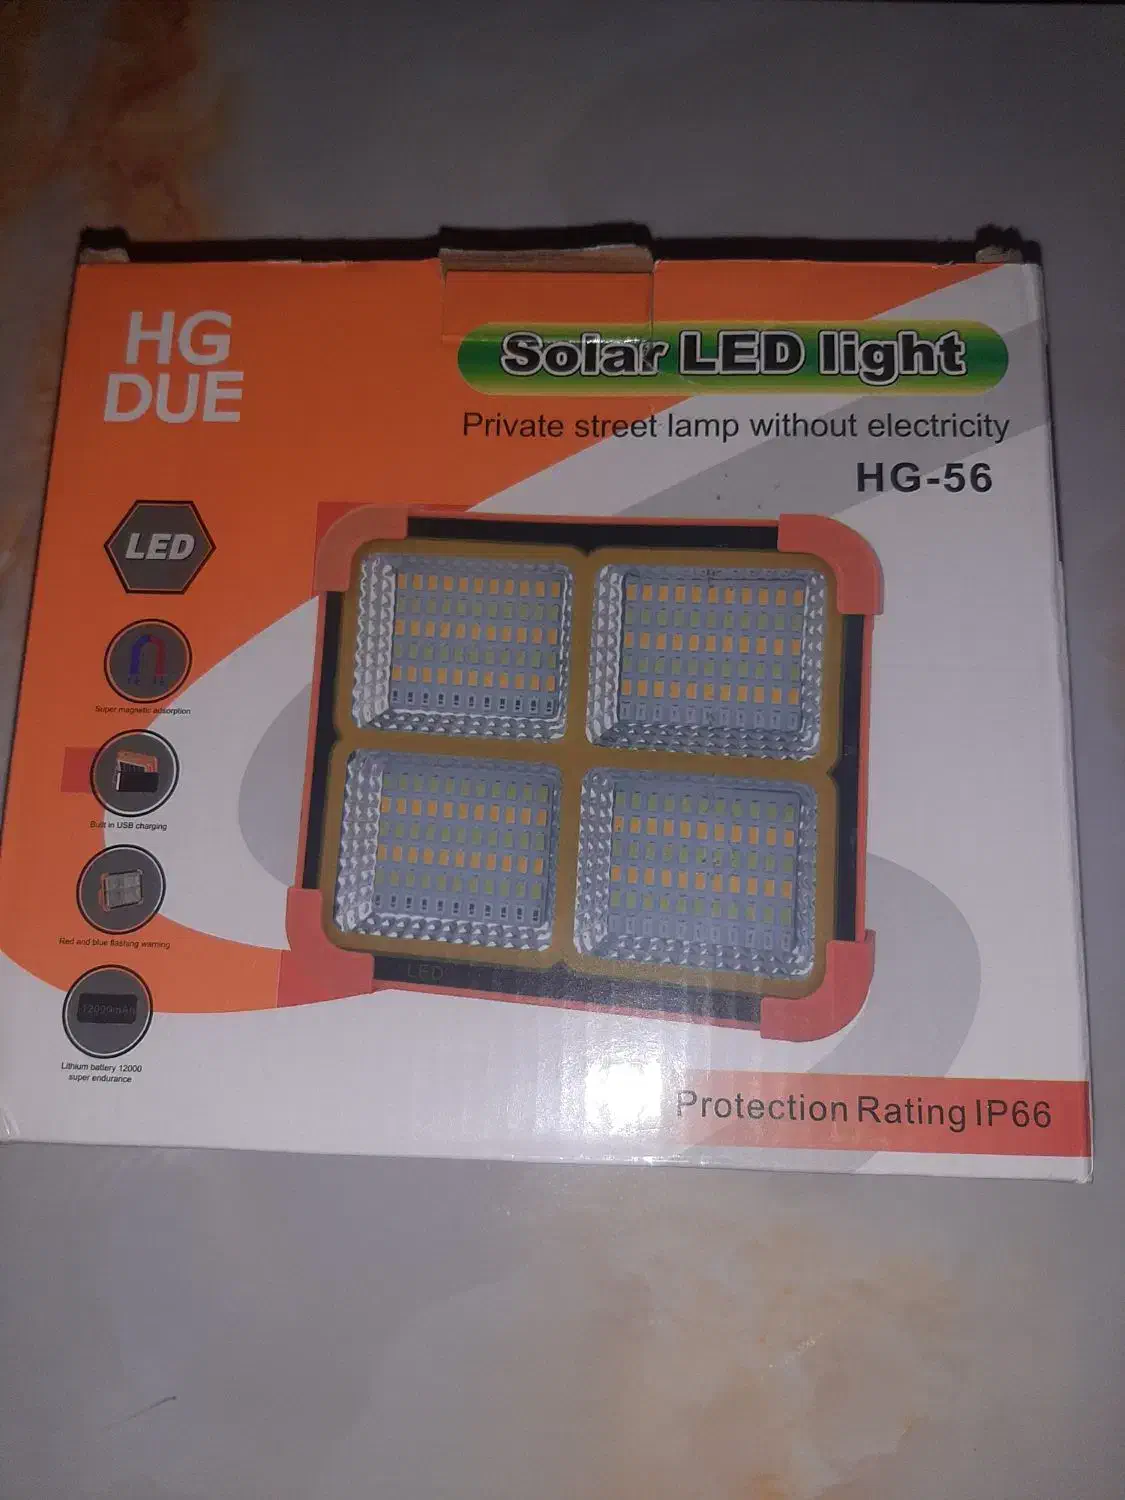 HG
DUE
Solar LED light
Private street lamp without electricity
HG-56
LED
Super magnetic adsorption
Built in USB charging
Red and blue flashing warning
12000mAh
Lithium battery 12000
super endurance
LED
Protection Rating IP66